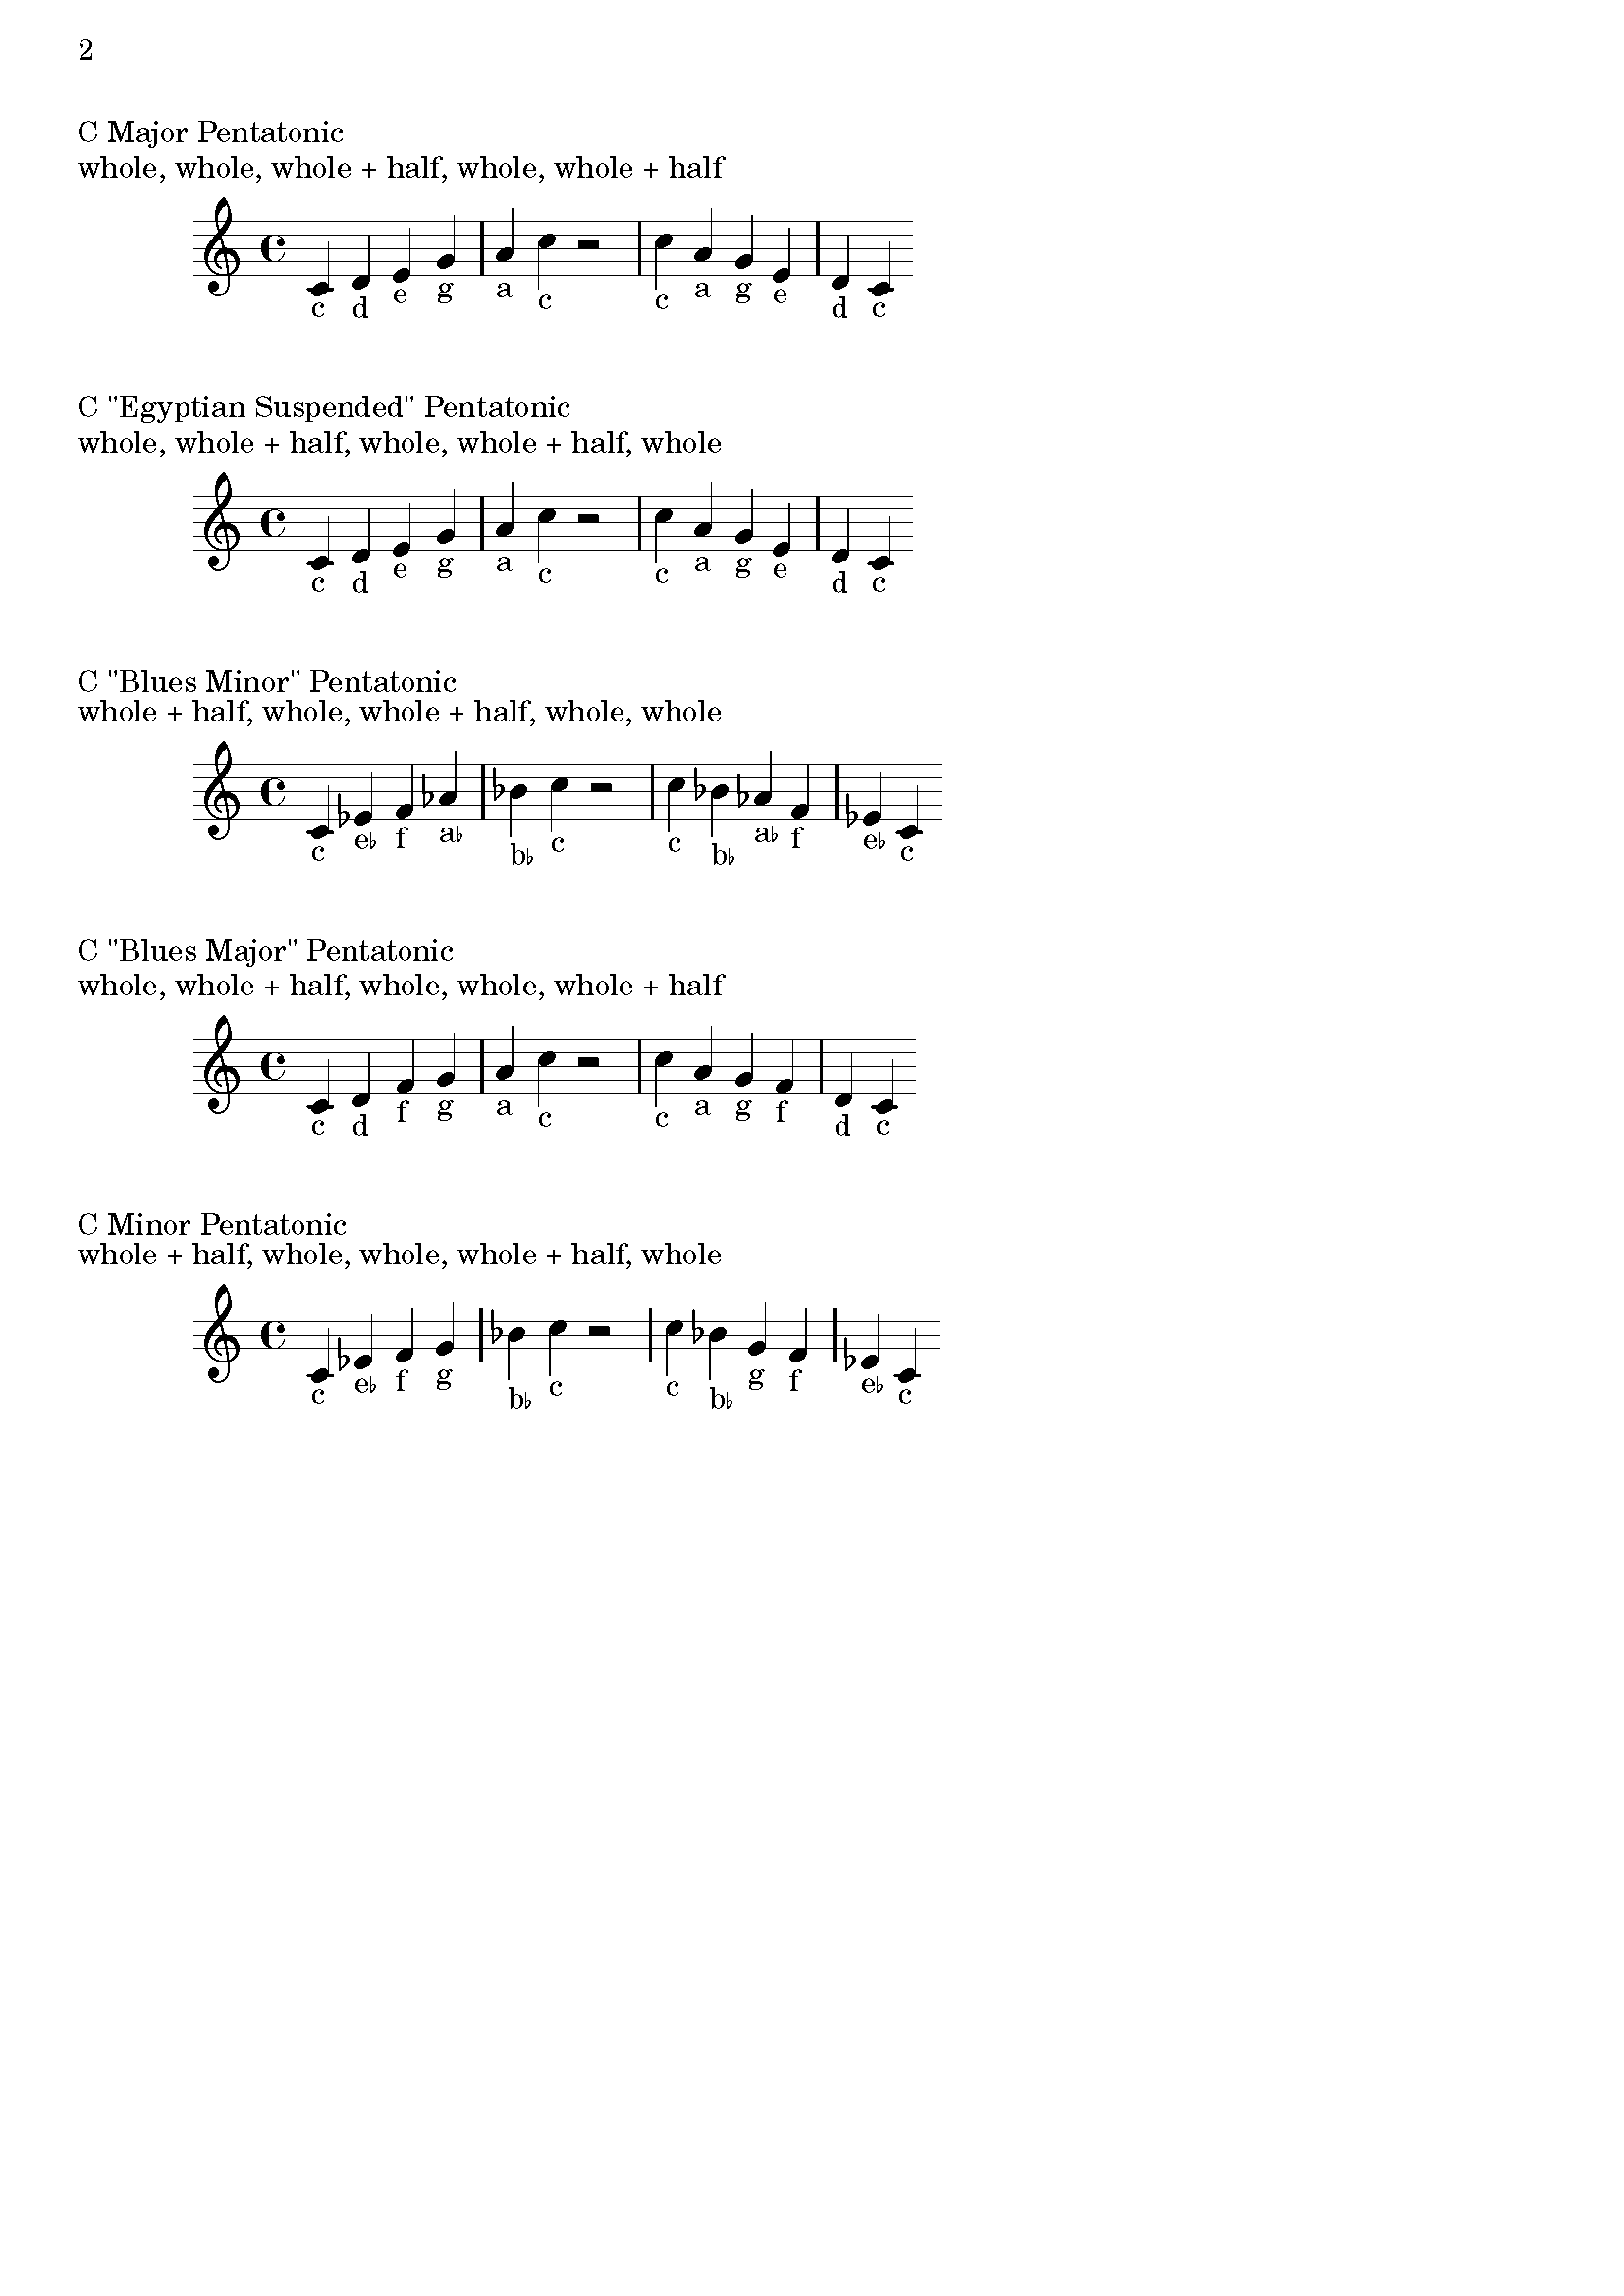 2
C Major Pentatonic
whole, whole, whole + half, whole, whole + half
c d e g a c c a g e d c
C "Egyptian Suspended" Pentatonic
whole, whole + half, whole, whole + half, whole
c d e g a c c a g e d c
C "Blues Minor" Pentatonic
whole + half, whole, whole + half, whole, whole
c e♭ f a♭ b♭ c c b♭ a♭ f e♭ c
C "Blues Major" Pentatonic
whole, whole + half, whole, whole, whole + half
c d f g a c c a g f d c
C Minor Pentatonic
whole + half, whole, whole, whole + half, whole
c e♭ f g b♭ c c b♭ g f e♭ c